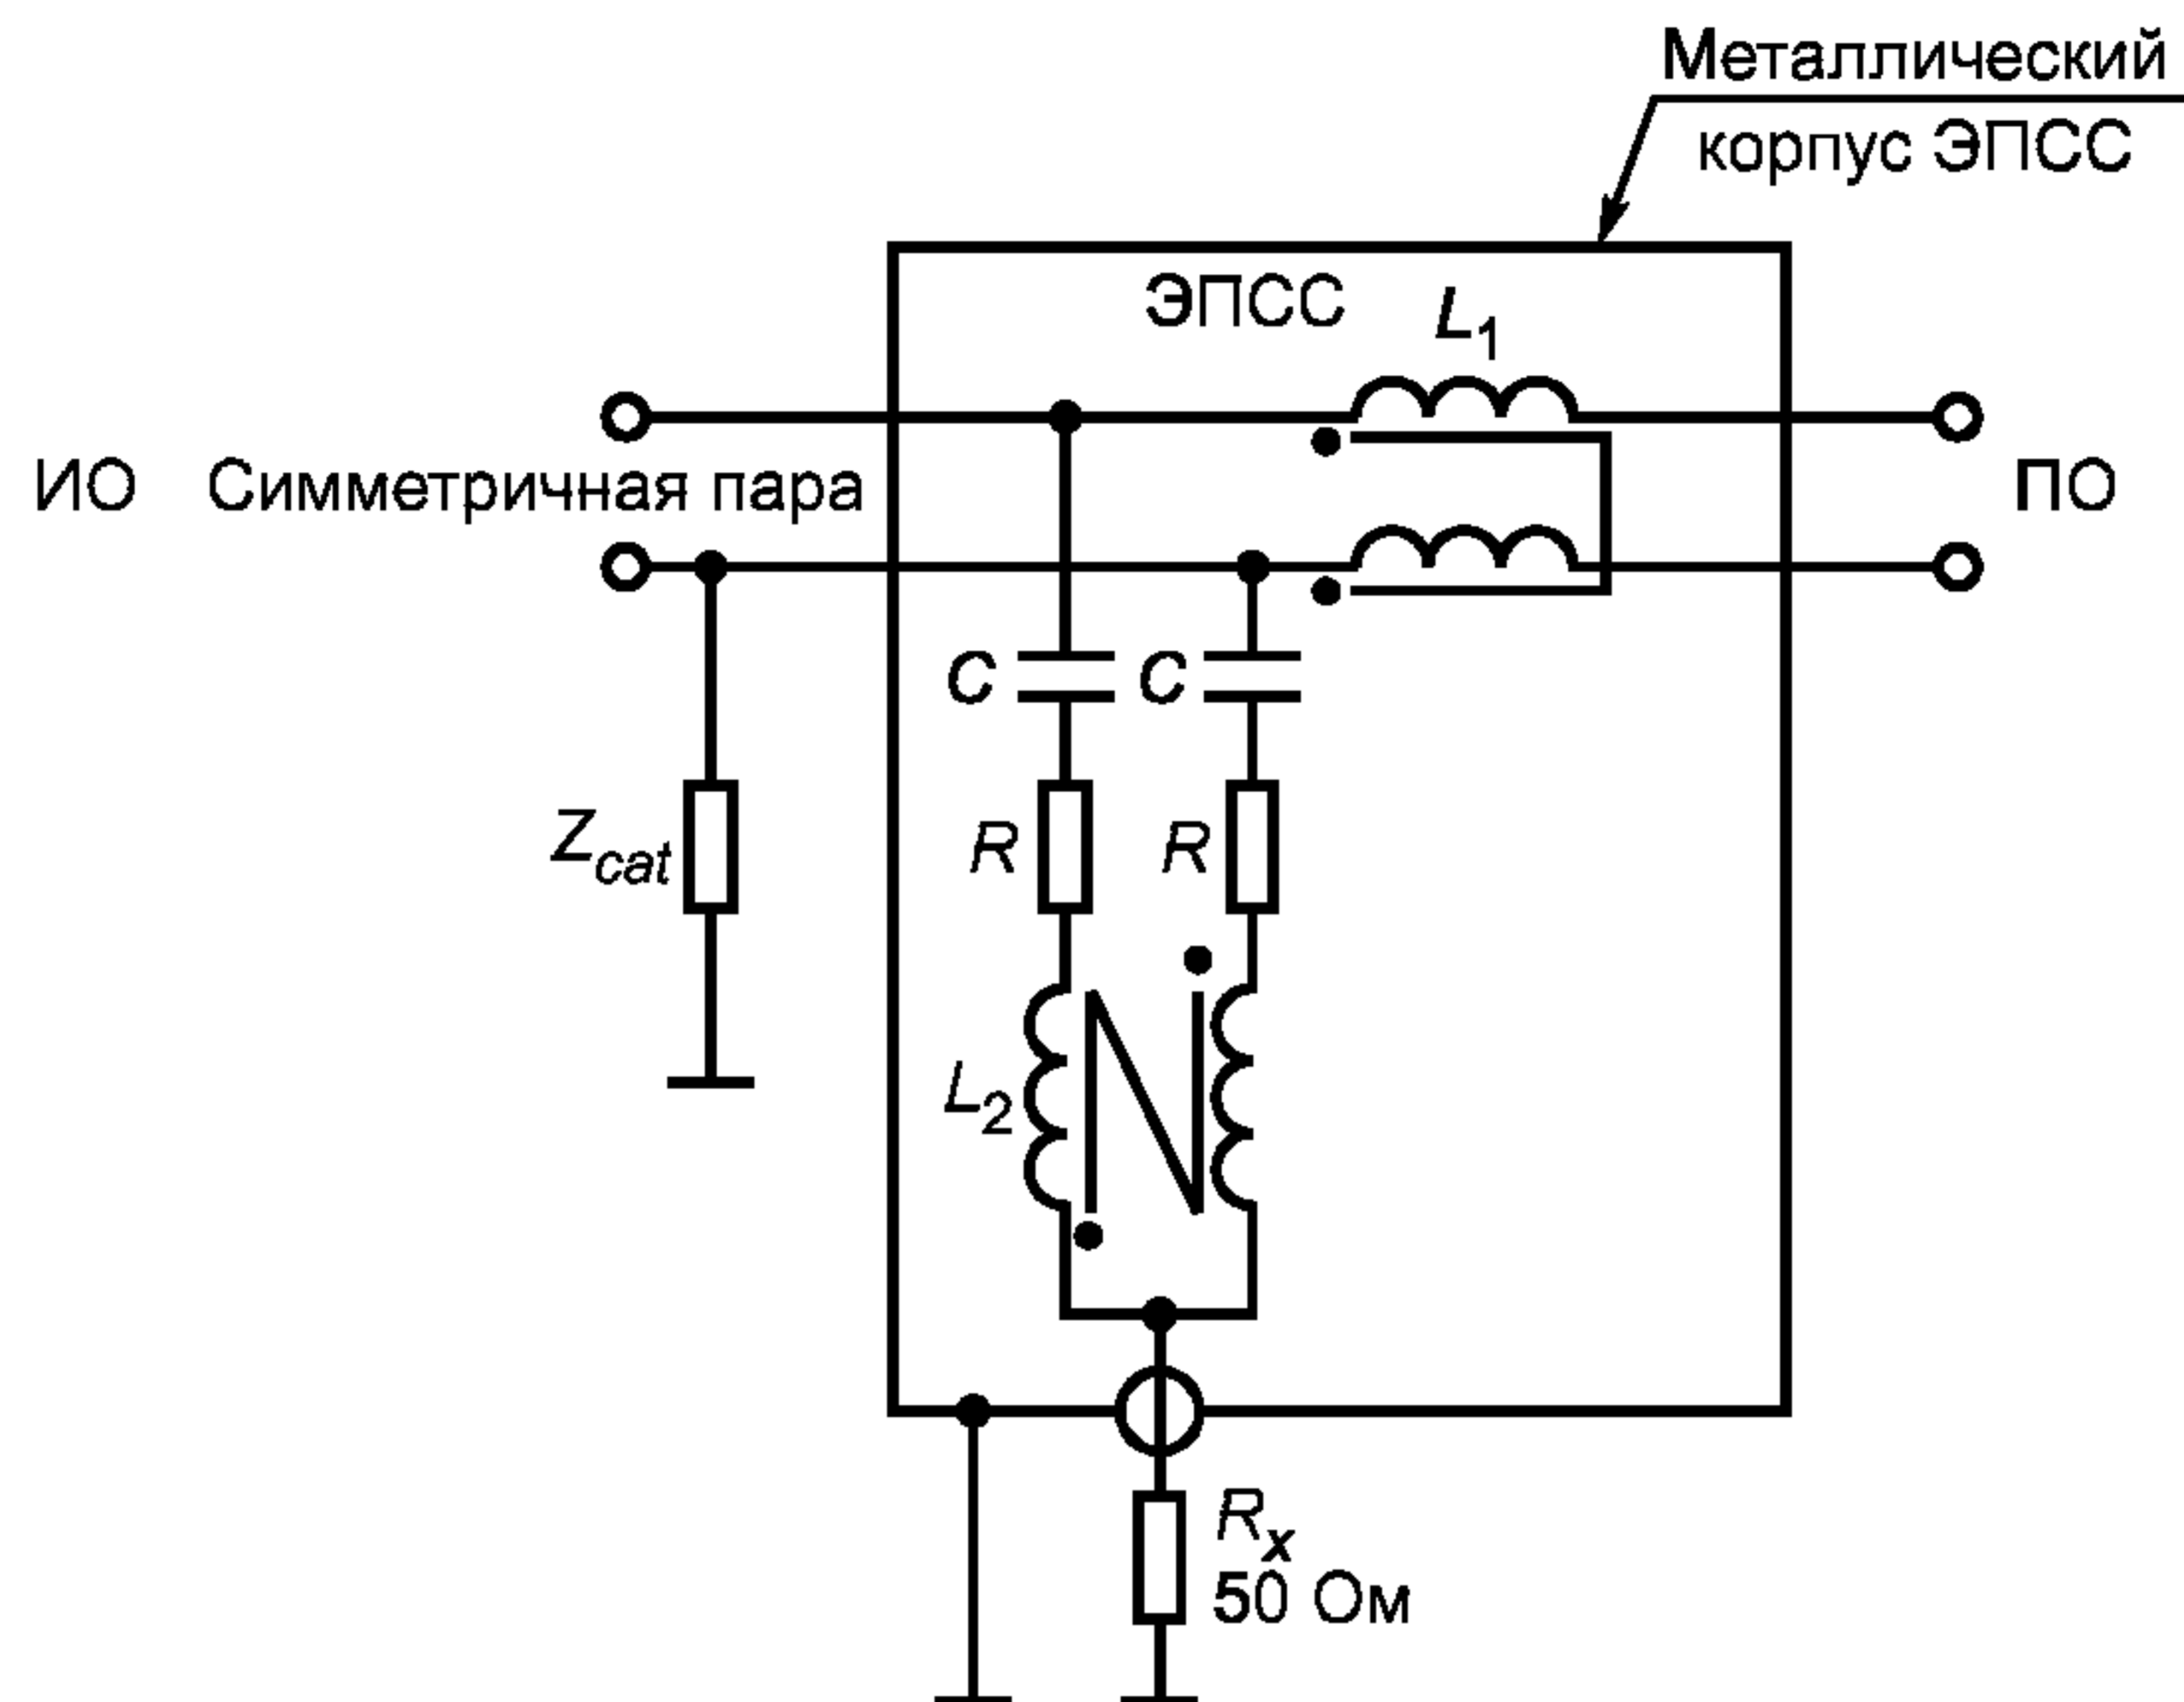 Металлический
корпус ЭПСС
ЭПСС
L1
ИО Симметричная пара
ПО
C C
Zcat
R R
L2
Rx
50 Ом